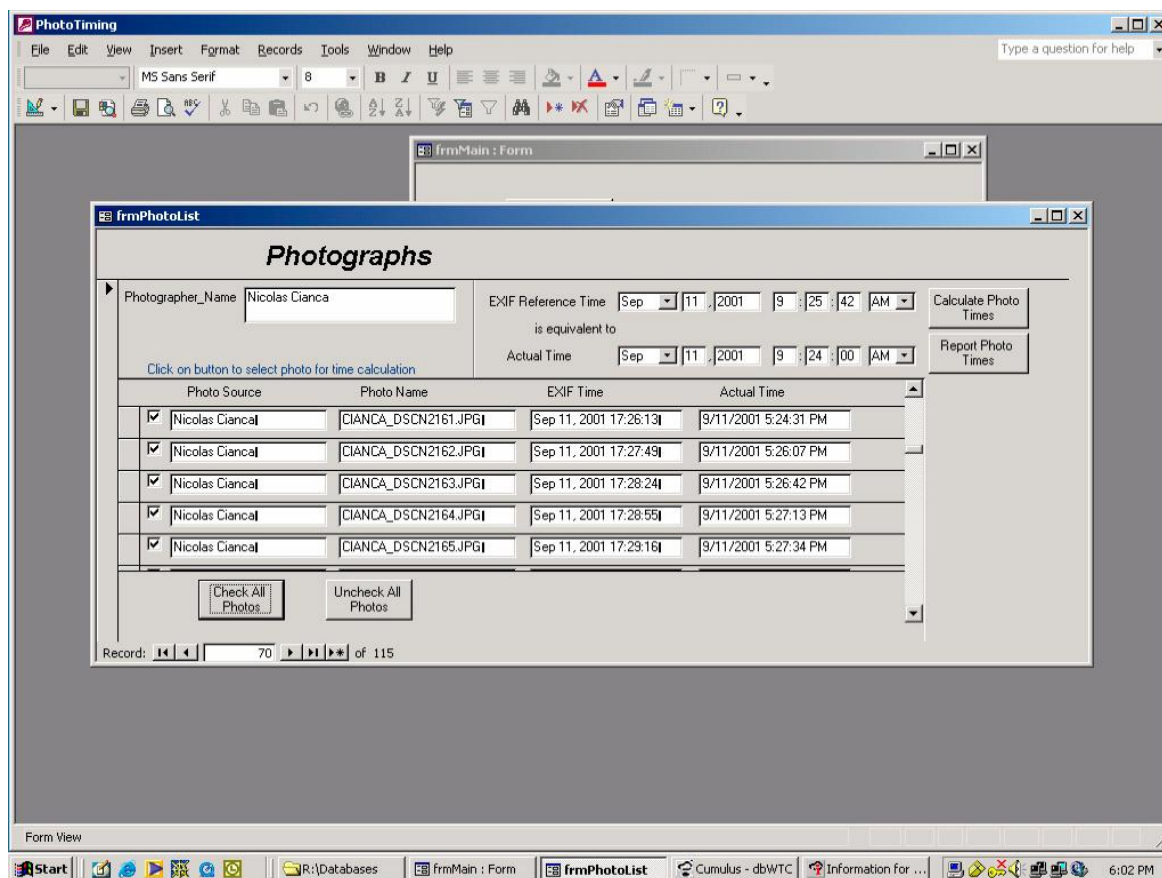 PhotoTiming
File Edit View Insert Format Records Tools Window Help Type a question for help
MS Sans Serif 8 B I U
frmMain : Form
frmPhotoList
Photographs
Photographer_Name Nicolas Cianca
EXIF Reference Time Sep 11 , 2001 9 : 25 : 42 AM
is equivalent to
Actual Time Sep 11 , 2001 9 : 24 : 00 AM
Calculate Photo
Times
Report Photo
Times
Click on button to select photo for time calculation
Photo Source Photo Name EXIF Time Actual Time
Nicolas Cianca CIANCA_DSCN2161.JPG Sep 11, 2001 17:26:13 9/11/2001 5:24:31 PM
Nicolas Cianca CIANCA_DSCN2162.JPG Sep 11, 2001 17:27:49 9/11/2001 5:26:07 PM
Nicolas Cianca CIANCA_DSCN2163.JPG Sep 11, 2001 17:28:24 9/11/2001 5:26:42 PM
Nicolas Cianca CIANCA_DSCN2164.JPG Sep 11, 2001 17:28:55 9/11/2001 5:27:13 PM
Nicolas Cianca CIANCA_DSCN2165.JPG Sep 11, 2001 17:29:16 9/11/2001 5:27:34 PM
Check All
Photos
Uncheck All
Photos
Record: 70 of 115
Form View
Start R:\Databases frmMain : Form frmPhotoList Cumulus - dbWTC Information for ... 6:02 PM